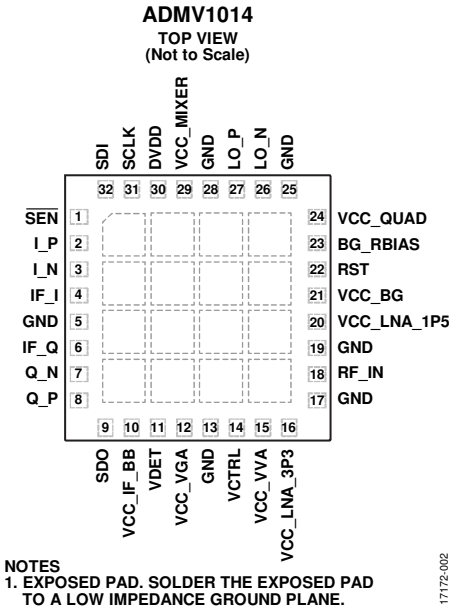 ADMV1014
TOP VIEW
(Not to Scale)
SDI
SCLK
DVDD
VCC_MIXER
GND
LO_P
LO_N
GND
32 31 30 29 28 27 26 25
SEN 1
I_P 2
I_N 3
IF_I 4
GND 5
IF_Q 6
Q_N 7
Q_P 8
24 VCC_QUAD
23 BG_RBIAS
22 RST
21 VCC_BG
20 VCC_LNA_1P5
19 GND
18 RF_IN
17 GND
9 10 11 12 13 14 15 16
SDO
VCC_IF_BB
VDET
VCC_VGA
GND
VCTRL
VCC_VVA
VCC_LNA_3P3
NOTES
1. EXPOSED PAD. SOLDER THE EXPOSED PAD
TO A LOW IMPEDANCE GROUND PLANE.
17172-002